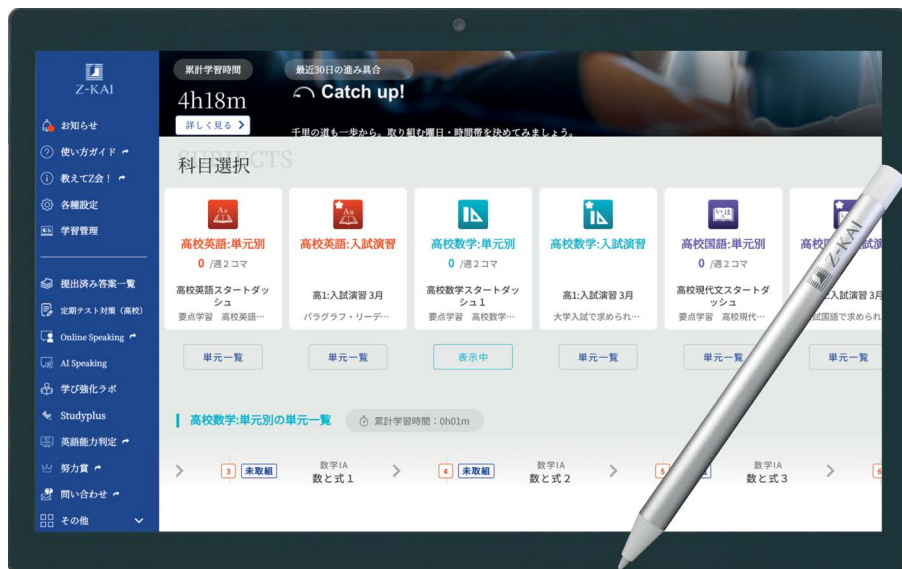 Z-KAI
お知らせ
使い方ガイド
教えてZ会！
各種設定
学習管理
提出済み答案一覧
定期テスト対策（高校）
Online Speaking
AI Speaking
学び強化ラボ
Studyplus
英語能力判定
努力賞
問い合わせ
その他
累計学習時間
4h18m
詳しく見る
最近30日の進み具合
Catch up!
千里の道も一歩から。取り組む曜日・時間帯を決めてみましょう。
SUBJECTS
科目選択
高校英語:単元別
0 /週2コマ
高校英語スタートダッ
シュ
要点学習 高校英語…
単元一覧
高校英語:入試演習
高1:入試演習 3月
パラグラフ・リーデ…
単元一覧
高校数学:単元別
0 /週2コマ
高校数学スタートダッ
シュ1
要点学習 高校数学…
表示中
高校数学:入試演習
高1:入試演習 3月
大学入試で求められ…
単元一覧
高校国語:単元別
0 /週2コマ
高校現代文スタートダ
ッシュ
要点学習 高校現代…
単元一覧
高校
入試演習 3月
試国語で求められ
単元一覧
高校数学:単元別の単元一覧
累計学習時間：0h01m
3 未取組
数学IA
数と式1
4 未取組
数学IA
数と式2
5
数学IA
数と式3
6
Z-KAI